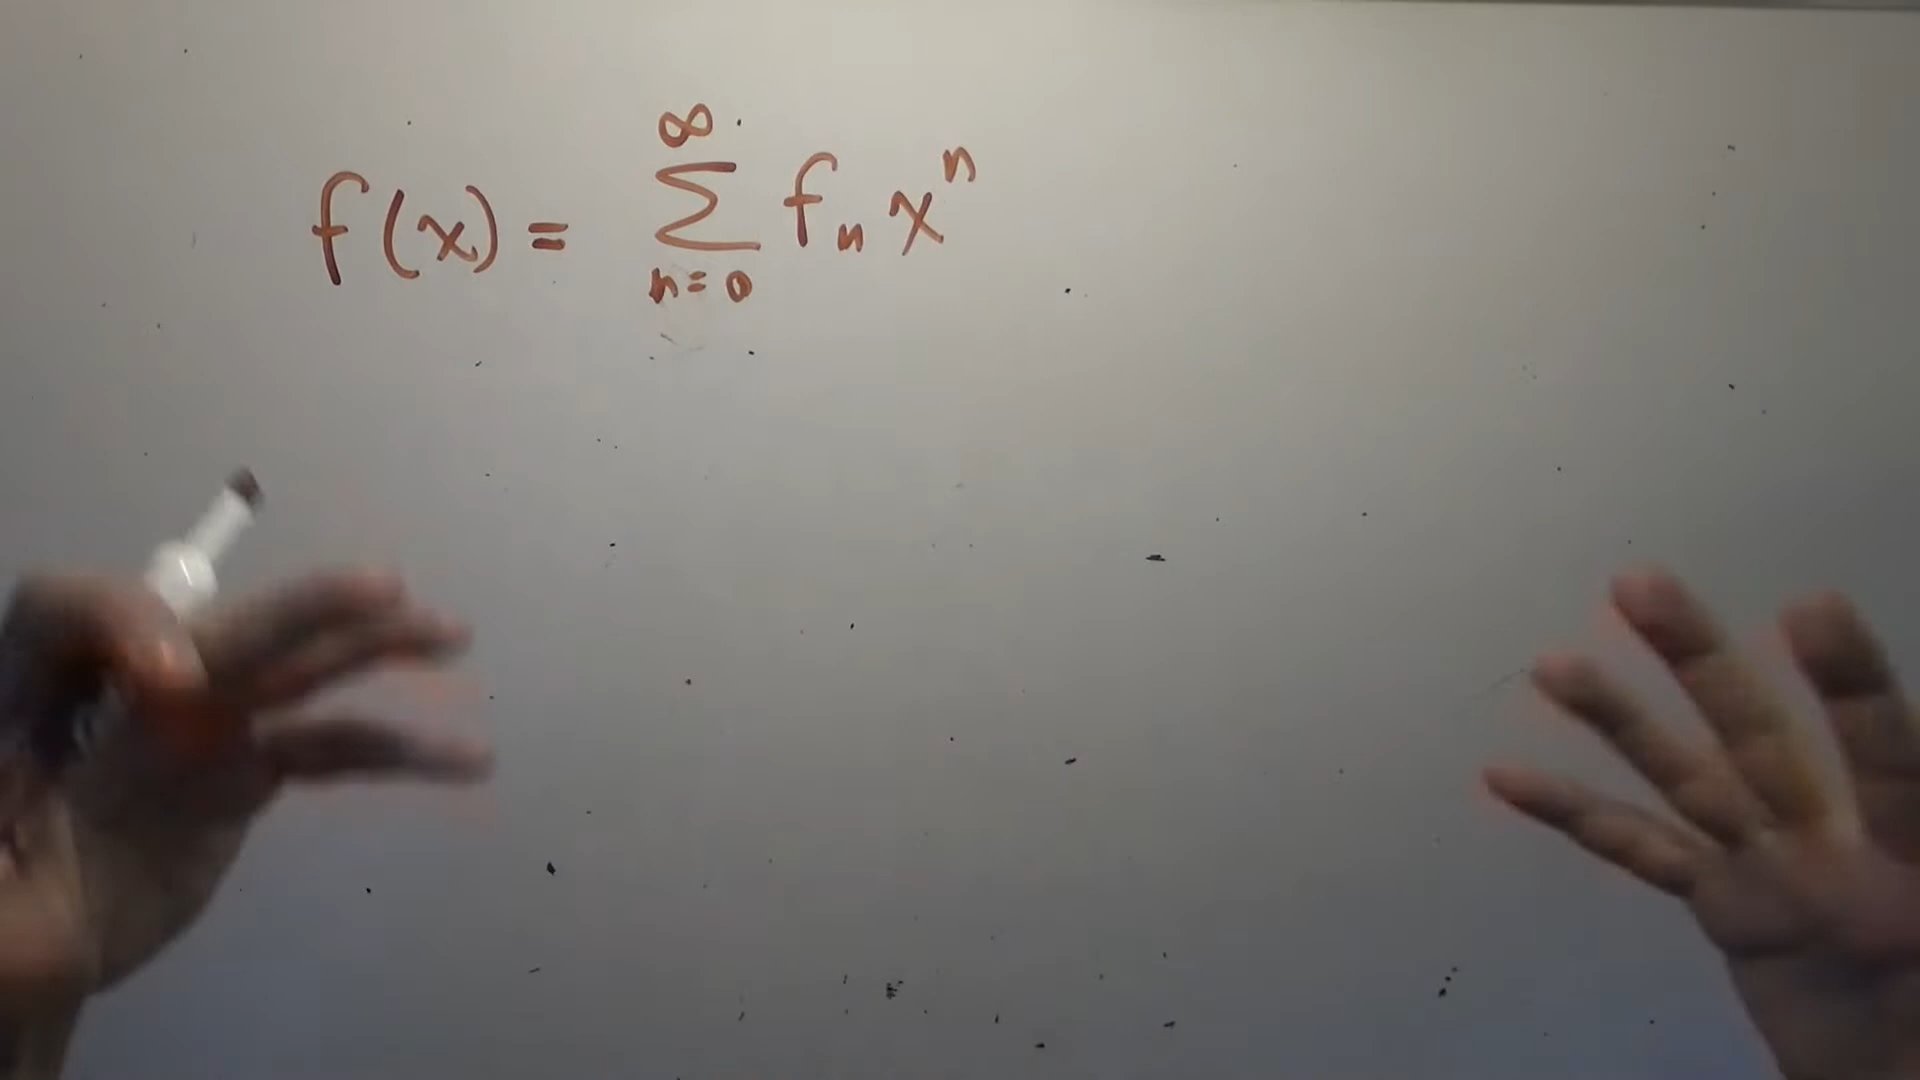 f(x) = ∑_{n=0}^{∞} f_n x^n